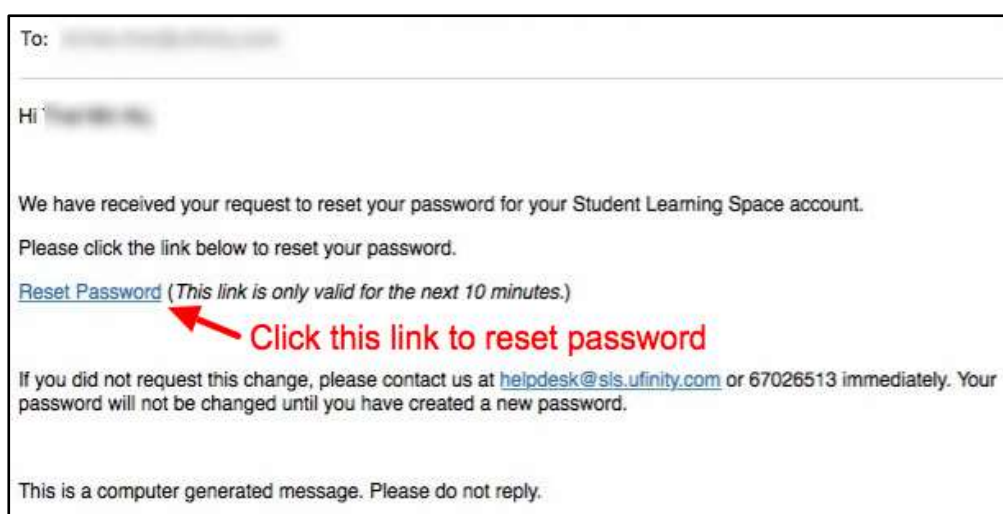 To:
Hi
We have received your request to reset your password for your Student Learning Space account.
Please click the link below to reset your password.
Reset Password (This link is only valid for the next 10 minutes.)
Click this link to reset password
If you did not request this change, please contact us at helpdesk@sls.ufinity.com or 67026513 immediately. Your
password will not be changed until you have created a new password.
This is a computer generated message. Please do not reply.